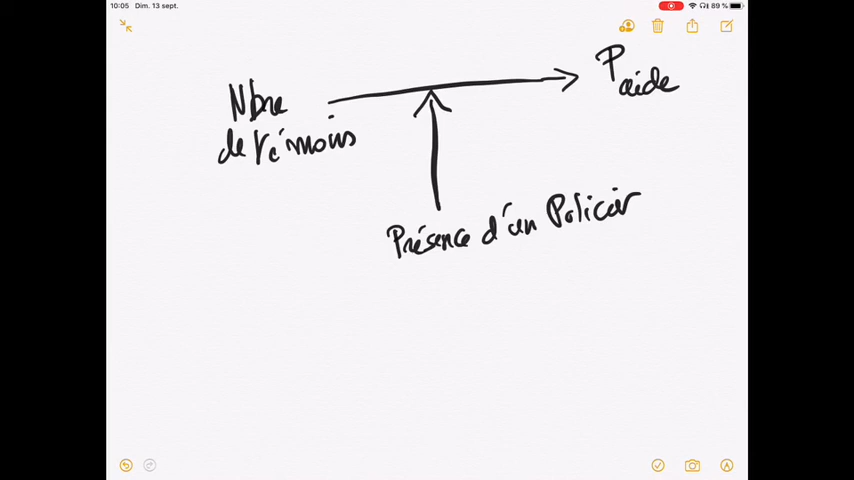 10:05 Dim. 13 sept.
89 %
Nbre
de témoins
P aide
Présence d'un Policier